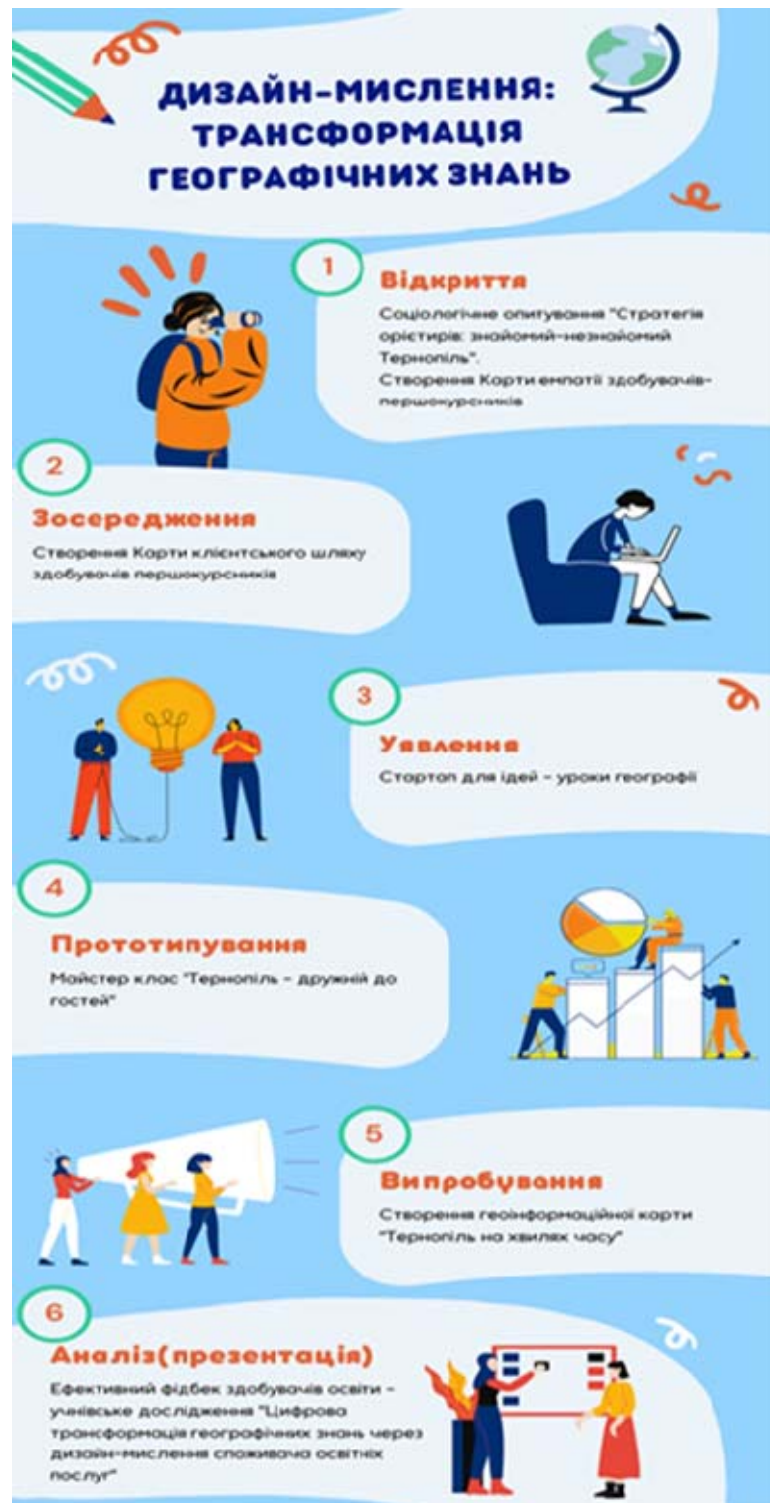 ДИЗАЙН-МИСЛЕННЯ:
ТРАНСФОРМАЦІЯ
ГЕОГРАФІЧНИХ ЗНАНЬ
1
Відкриття
Соціологічне опитування "Стратегія
орієтирів: знайомий-незнайомий
Тернопіль".
Створення Карти емпатії здобувачів-
першокурсників
2
Зосередження
Створення Карти клієнтського шляху
здобувачів першокурсників
3
Уявлення
Стартап для ідей - уроки географії
4
Прототипування
Майстер клас "Тернопіль - дружній до
гостей"
5
Випробування
Створення геоінформаційної карти
"Тернопіль на хвилях часу"
6
Аналіз(презентація)
Ефективний фідбек здобувачів освіти -
учнівське дослідження "Цифрова
трансформація географічних знань через
дизайн-мислення споживача освітніх
послуг"